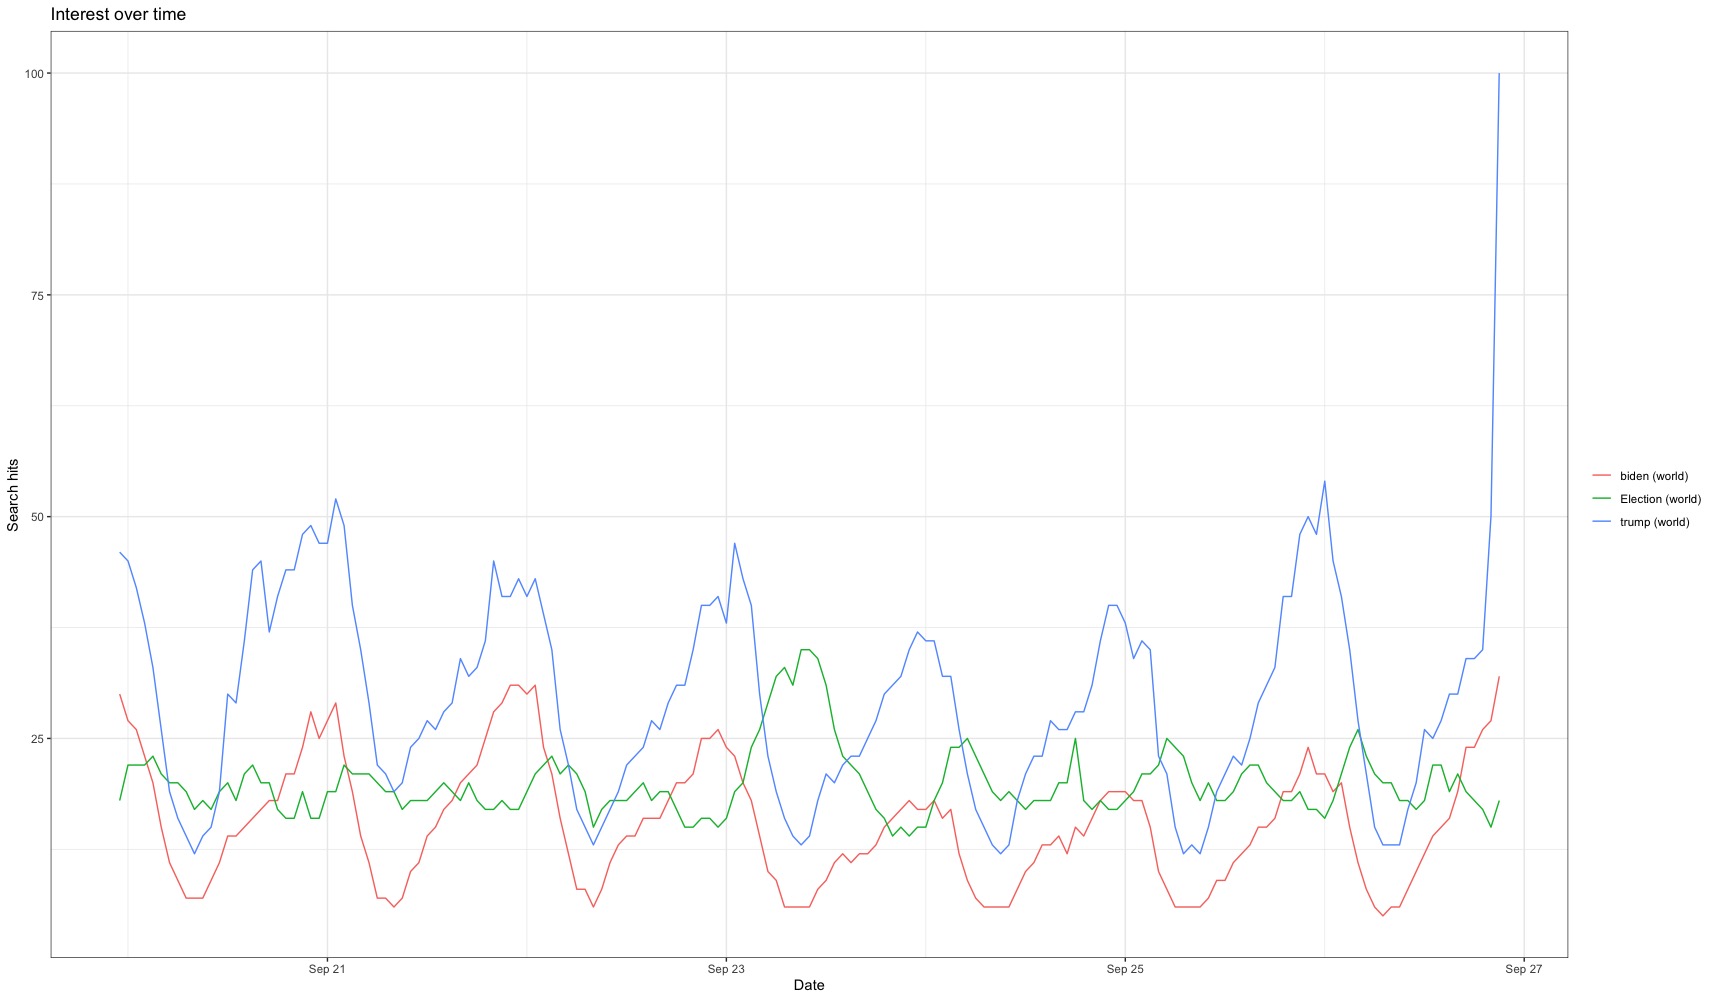 Interest over time
100
75
50
25
Search hits
Sep 21
Sep 23
Sep 25
Sep 27
Date
biden (world)
Election (world)
trump (world)